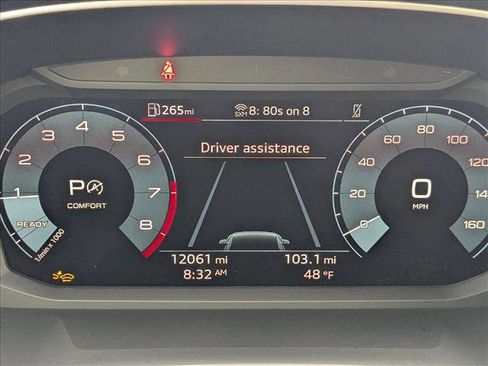 265 mi
SXM 8: 80s on 8
Driver assistance
1 2 3 4 5 6 7 8
P A
COMFORT
READY
1/min x 1000
0 20 40 60 80 100 120 140 160
0
MPH
12061 mi
103.1 mi
8:32 AM
48 °F